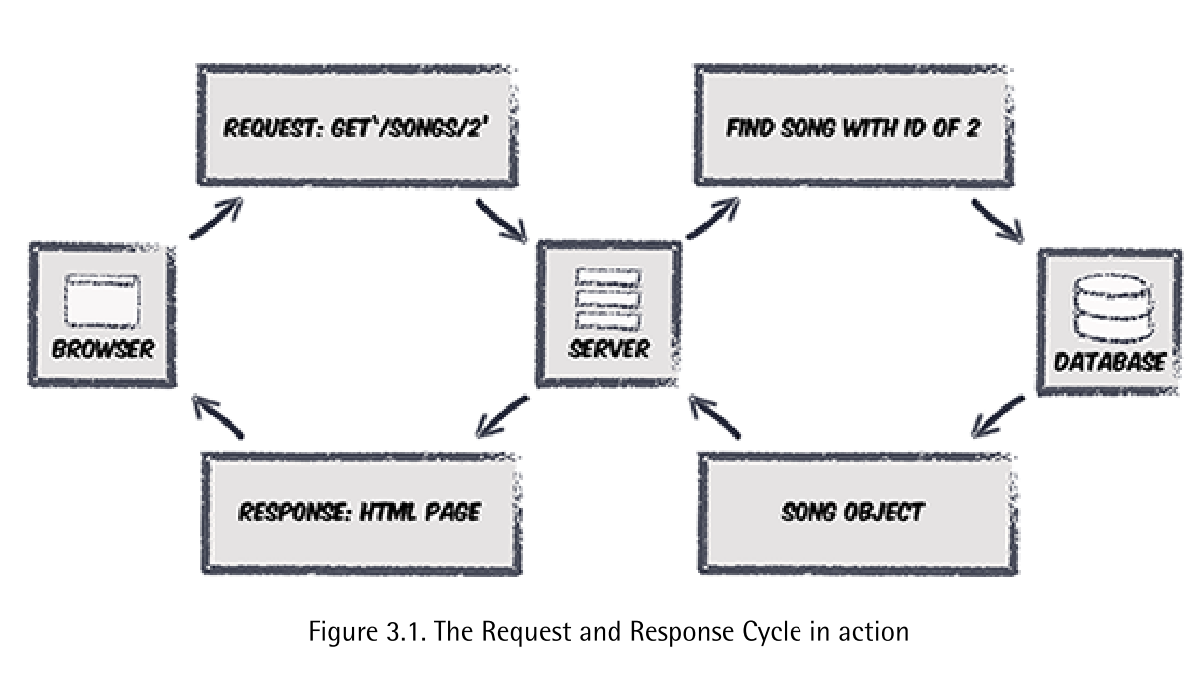 REQUEST: GET'/SONGS/2'
FIND SONG WITH ID OF 2
BROWSER
SERVER
DATABASE
RESPONSE: HTML PAGE
SONG OBJECT
Figure 3.1. The Request and Response Cycle in action